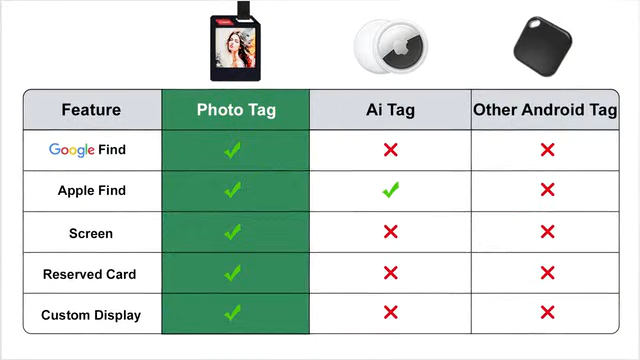 Feature Photo Tag Ai Tag Other Android Tag
Google Find
Apple Find
Screen
Reserved Card
Custom Display